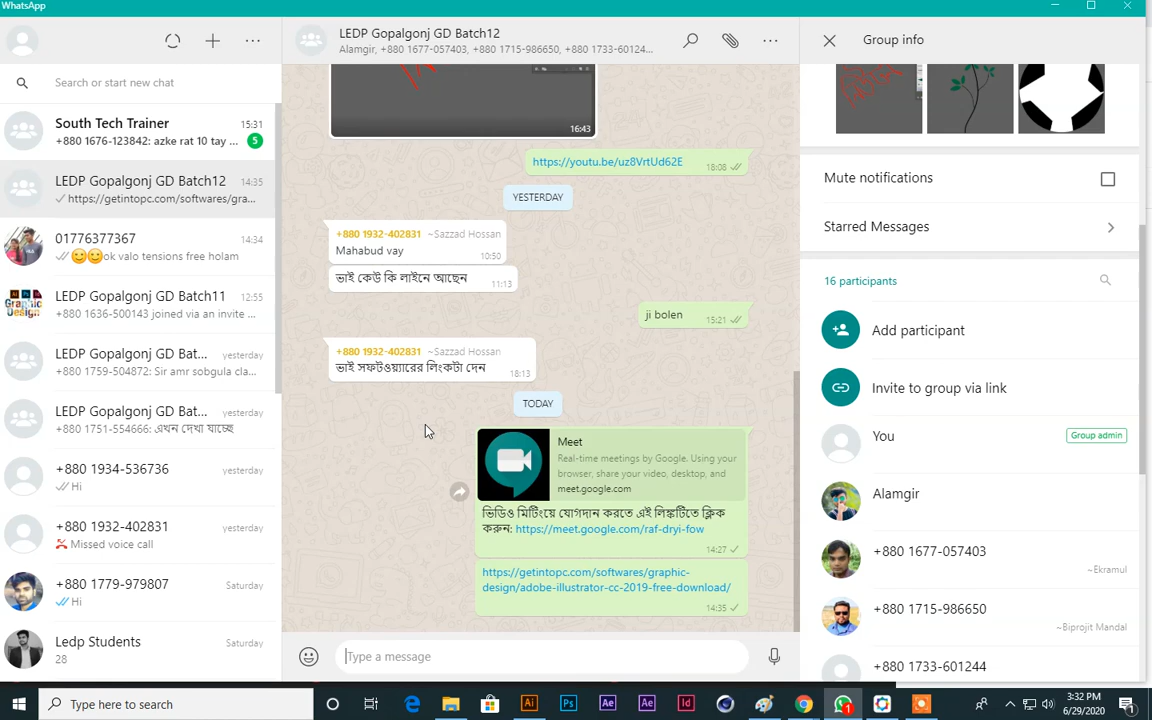 WhatsApp
Search or start new chat
South Tech Trainer 15:31
+880 1676-123842: azke rat 10 tay ... 5
LEDP Gopalgonj GD Batch12 14:35
https://getintopc.com/softwares/gra...
01776377367 14:34
😊😊ok valo tensions free holam
LEDP Gopalgonj GD Batch11 12:55
+880 1636-500143 joined via an invite ...
LEDP Gopalgonj GD Bat... yesterday
+880 1759-504872: Sir amr sobgula cla...
LEDP Gopalgonj GD Bat... yesterday
+880 1751-554666: এখন দেখা যাচ্ছে
+880 1934-536736 yesterday
Hi
+880 1932-402831 yesterday
Missed voice call
+880 1779-979807 Saturday
Hi
Ledp Students Saturday
28
LEDP Gopalgonj GD Batch12
Alamgir, +880 1677-057403, +880 1715-986650, +880 1733-601244...
16:43
https://youtu.be/uz8VrtUd62E 18:08
YESTERDAY
+880 1932-402831 ~Sazzad Hossan
Mahabud vay 10:50
ভাই কেউ কি লাইনে আছেন 11:13
ji bolen 15:21
+880 1932-402831 ~Sazzad Hossan
ভাই সফটওয়্যারের লিংকটা দেন 18:13
TODAY
Meet
Real-time meetings by Google. Using your
browser, share your video, desktop, and
meet.google.com
ভিডিও মিটিংয়ে যোগদান করতে এই লিঙ্কটিতে ক্লিক
করুন: https://meet.google.com/raf-dryi-fow
14:27
https://getintopc.com/softwares/graphic-
design/adobe-illustrator-cc-2019-free-download/
14:35
Type a message
Group info
Mute notifications
Starred Messages
16 participants
Add participant
Invite to group via link
You Group admin
Alamgir
+880 1677-057403
~Ekramul
+880 1715-986650
~Biprojit Mandal
+880 1733-601244
Type here to search
Ai Ps Ae Ae Id
1
3:32 PM
6/29/2020
1